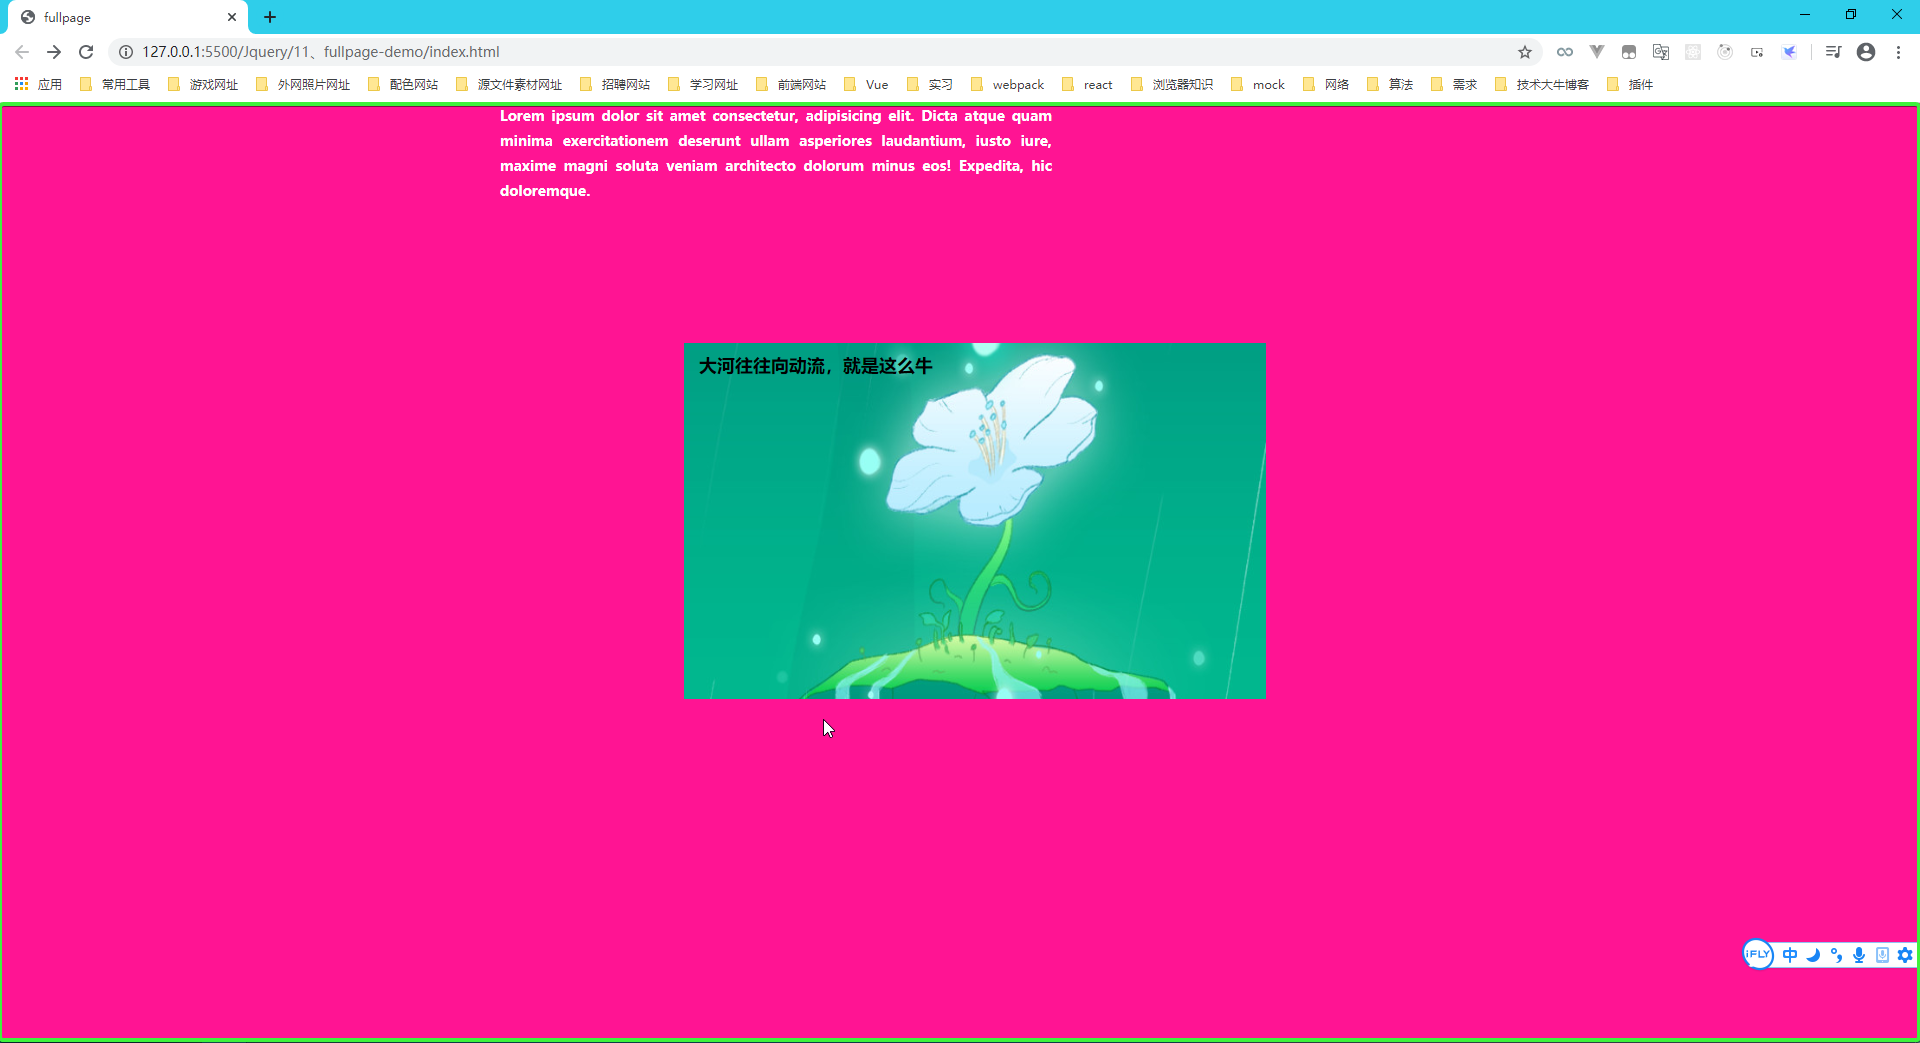 fullpage
127.0.0.1:5500/Jquery/11、fullpage-demo/index.html
应用 常用工具 游戏网址 外网照片网址 配色网站 源文件素材网址 招聘网站 学习网址 前端网站 Vue 实习 webpack react 浏览器知识 mock 网络 算法 需求 技术大牛博客 插件
Lorem ipsum dolor sit amet consectetur, adipisicing elit. Dicta atque quam
minima exercitationem deserunt ullam asperiores laudantium, iusto iure,
maxime magni soluta veniam architecto dolorum minus eos! Expedita, hic
doloremque.
大河往往向动流，就是这么牛
iFLY 中